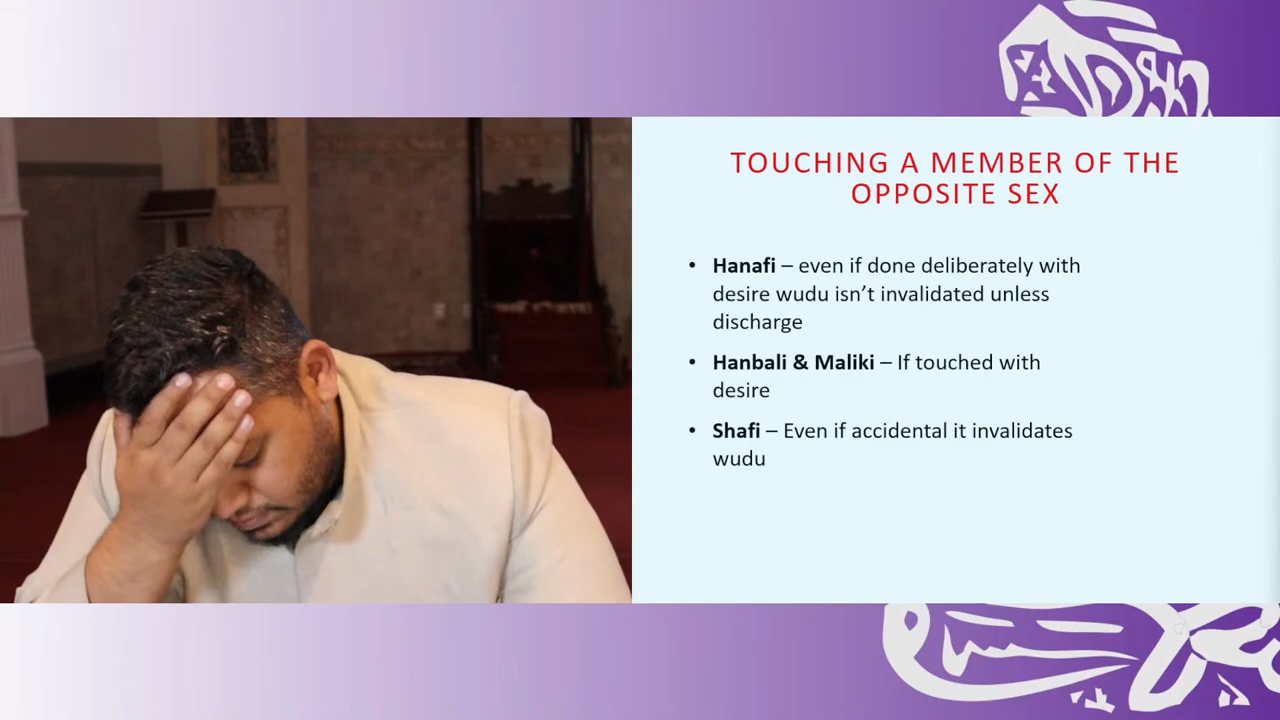 TOUCHING A MEMBER OF THE
OPPOSITE SEX
• Hanafi – even if done deliberately with
desire wudu isn’t invalidated unless
discharge
• Hanbali & Maliki – If touched with
desire
• Shafi – Even if accidental it invalidates
wudu